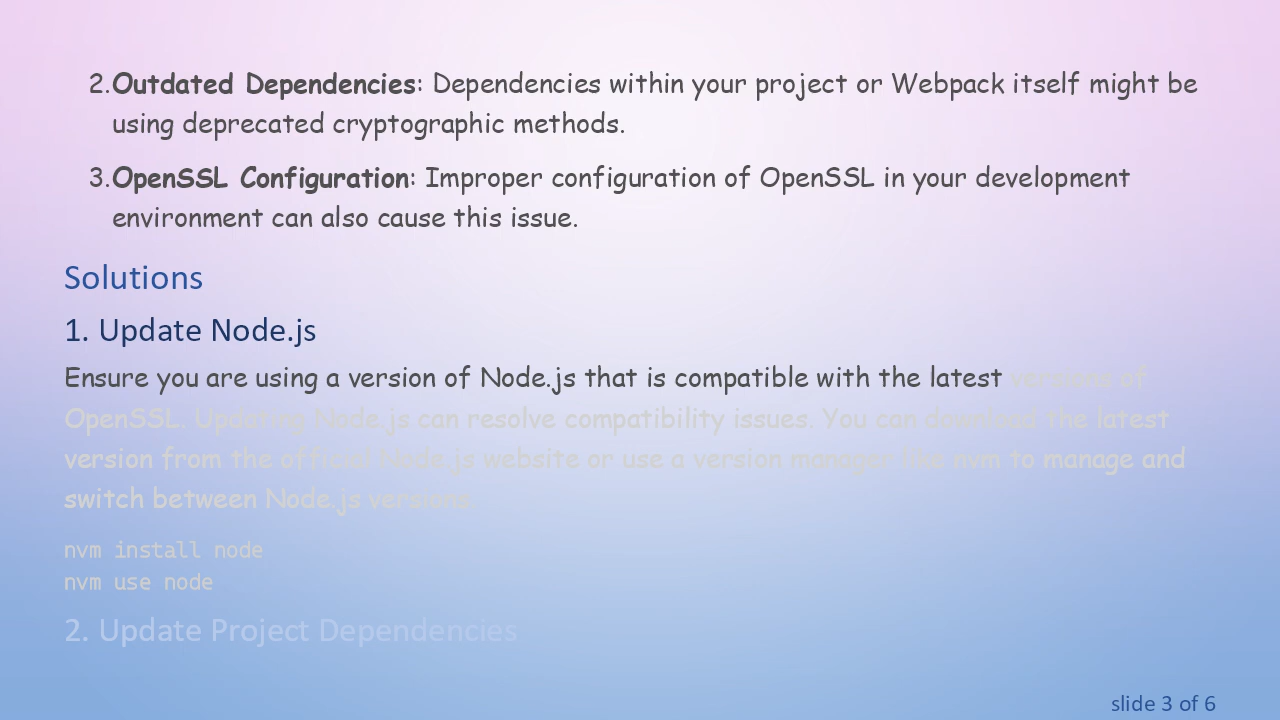 2.Outdated Dependencies: Dependencies within your project or Webpack itself might be
using deprecated cryptographic methods.
3.OpenSSL Configuration: Improper configuration of OpenSSL in your development
environment can also cause this issue.
Solutions
1. Update Node.js
Ensure you are using a version of Node.js that is compatible with the latest versions of
OpenSSL. Updating Node.js can resolve compatibility issues. You can download the latest
version from the official Node.js website or use a version manager like nvm to manage and
switch between Node.js versions.
nvm install node
nvm use node
2. Update Project Dependencies
slide 3 of 6